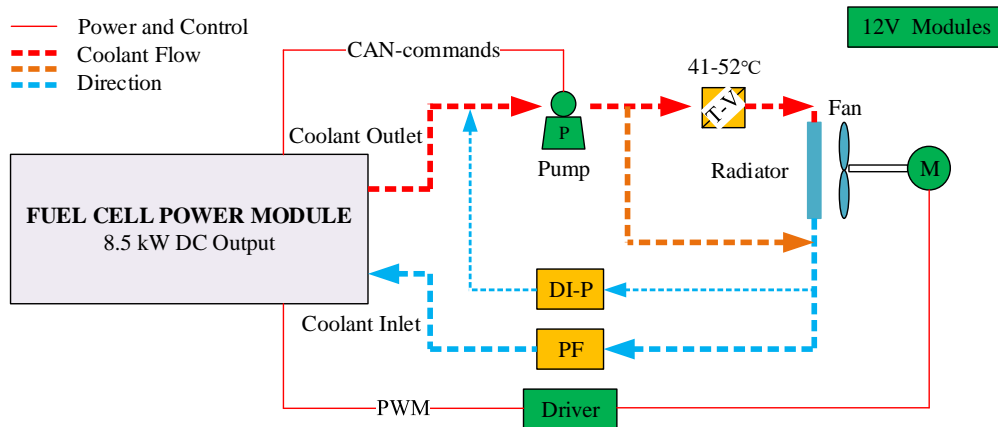 Power and Control
Coolant Flow
Direction
CAN-commands
12V Modules
41-52℃
T-V
Fan
Coolant Outlet
P
Pump
Radiator
M
FUEL CELL POWER MODULE
8.5 kW DC Output
DI-P
Coolant Inlet
PF
PWM
Driver